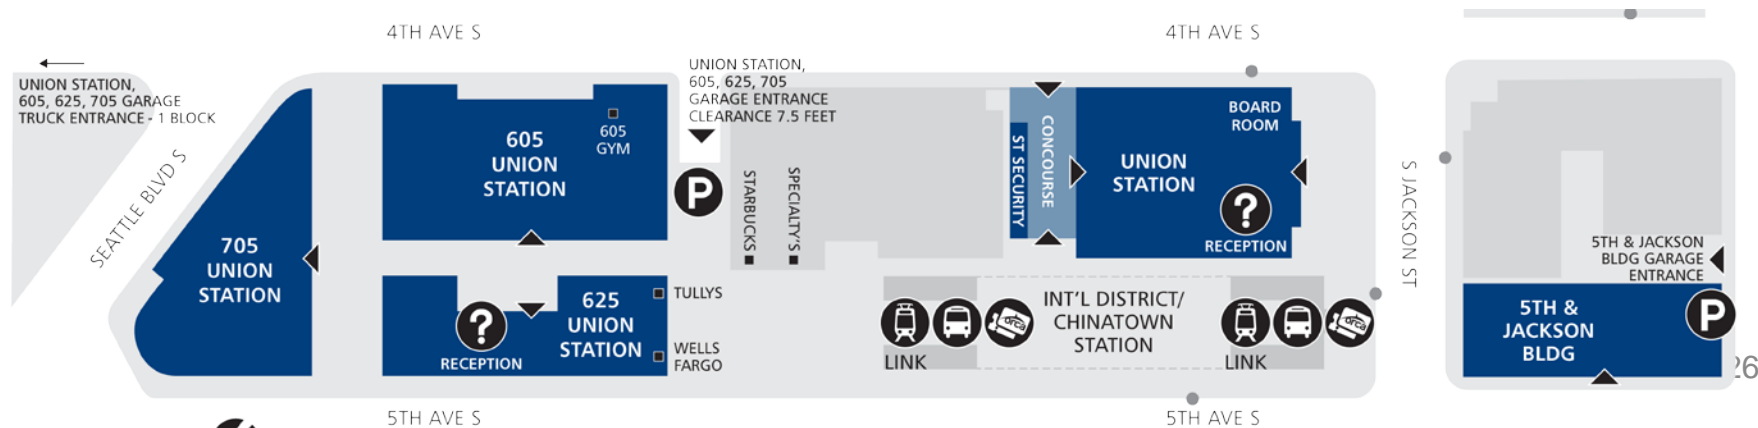 4TH AVE S
4TH AVE S
UNION STATION,
605, 625, 705 GARAGE
TRUCK ENTRANCE - 1 BLOCK
UNION STATION,
605, 625, 705
GARAGE ENTRANCE
CLEARANCE 7.5 FEET
SEATTLE BLVD S
705
UNION
STATION
605
UNION
STATION
605
GYM
P
STARBUCKS
SPECIALTY'S
ST SECURITY
CONCOURSE
UNION
STATION
BOARD
ROOM
?
RECEPTION
S JACKSON ST
5TH & JACKSON
BLDG GARAGE
ENTRANCE
P
5TH &
JACKSON
BLDG
?
RECEPTION
625
UNION
STATION
TULLYS
WELLS
FARGO
orca
LINK
INT'L DISTRICT/
CHINATOWN
STATION
orca
LINK
26
5TH AVE S
5TH AVE S